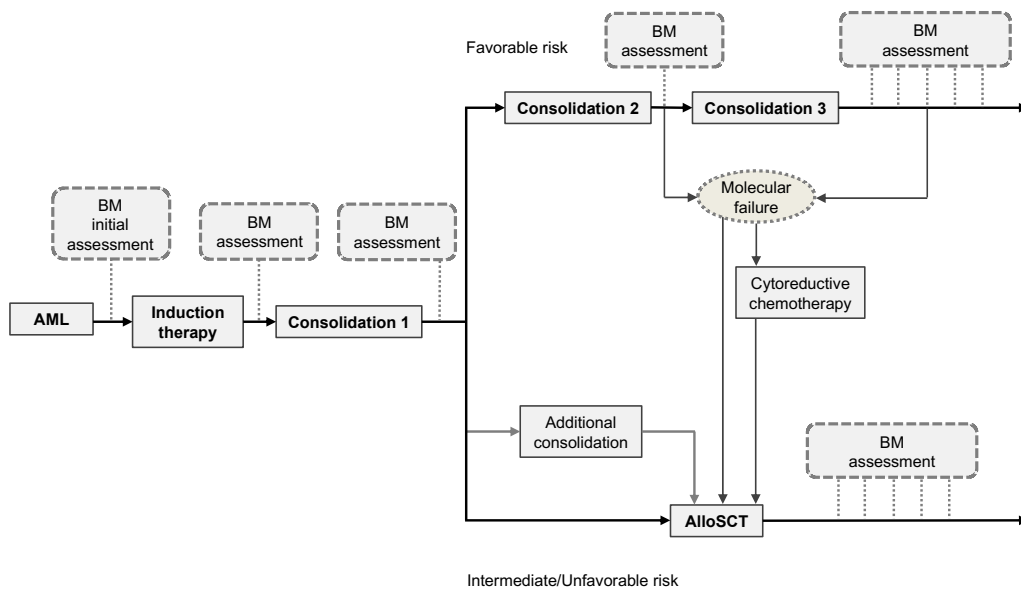 Favorable risk
BM
assessment
BM
assessment
Consolidation 2
Consolidation 3
Molecular
failure
BM
initial
assessment
BM
assessment
BM
assessment
Cytoreductive
chemotherapy
AML
Induction
therapy
Consolidation 1
Additional
consolidation
BM
assessment
AlloSCT
Intermediate/Unfavorable risk